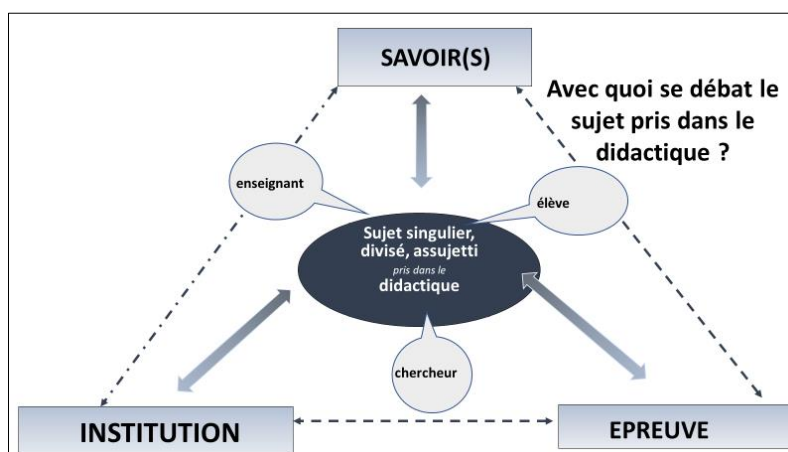 SAVOIR(S)
Avec quoi se débat le
sujet pris dans le
didactique ?
enseignant
élève
Sujet singulier,
divisé, assujetti
pris dans le
didactique
chercheur
INSTITUTION
EPREUVE